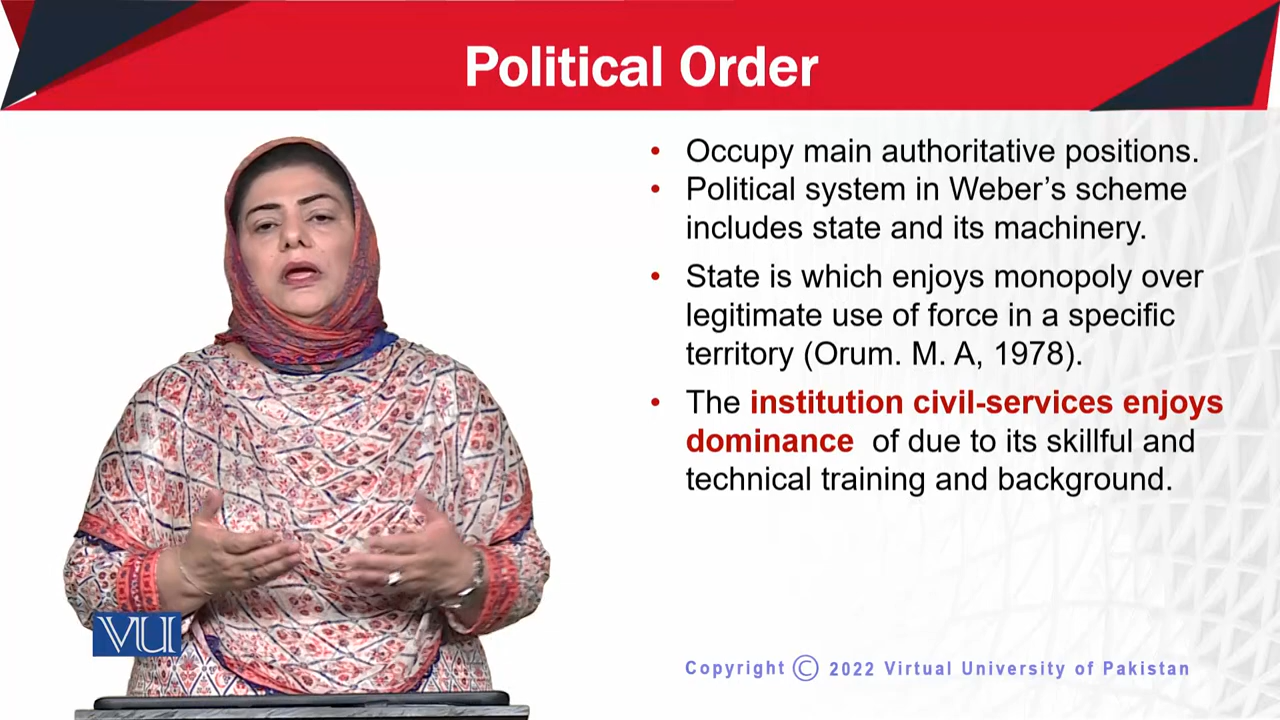 Political Order
• Occupy main authoritative positions.
• Political system in Weber’s scheme
includes state and its machinery.
• State is which enjoys monopoly over
legitimate use of force in a specific
territory (Orum. M. A, 1978).
• The institution civil-services enjoys
dominance of due to its skillful and
technical training and background.
VU
Copyright © 2022 Virtual University of Pakistan